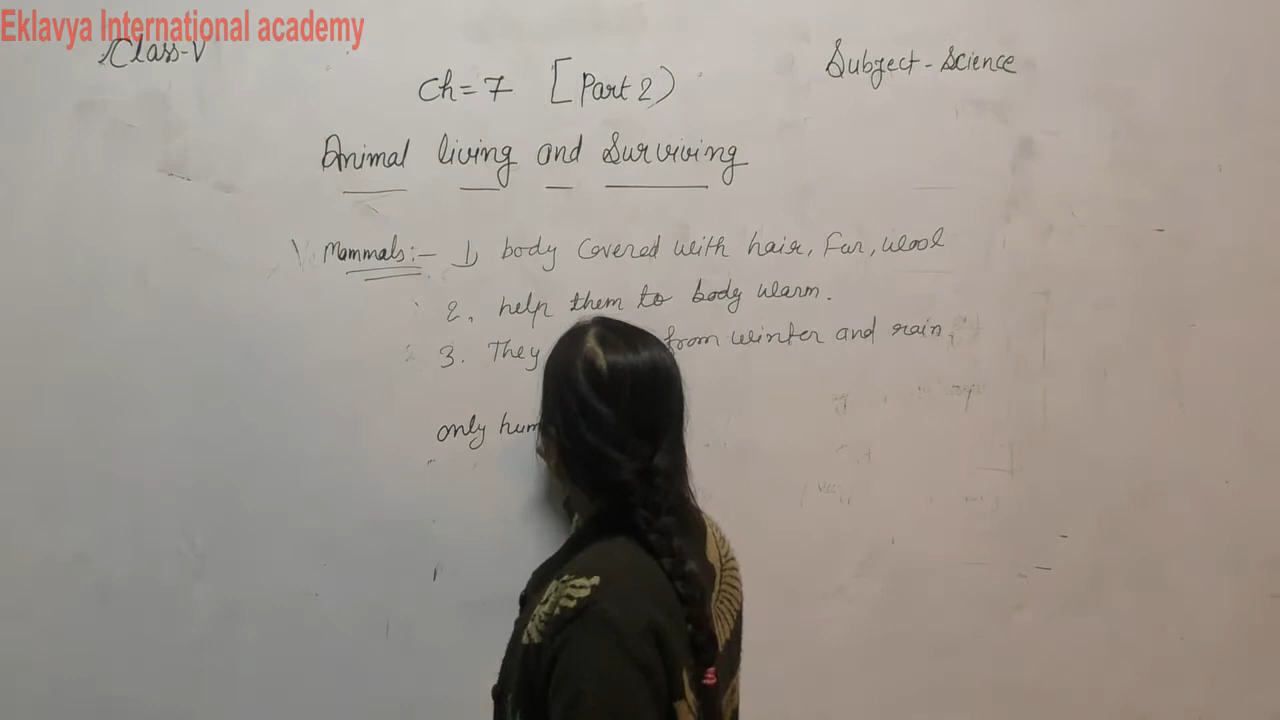 Eklavya International academy
Class-V
Subject - Science
Ch = 7 [Part 2)
Animal living and Surviving
Mammals:- 1) body Covered with hair, Fur, Wool
2. help them to body warm.
3. They from winter and rain,
only hum